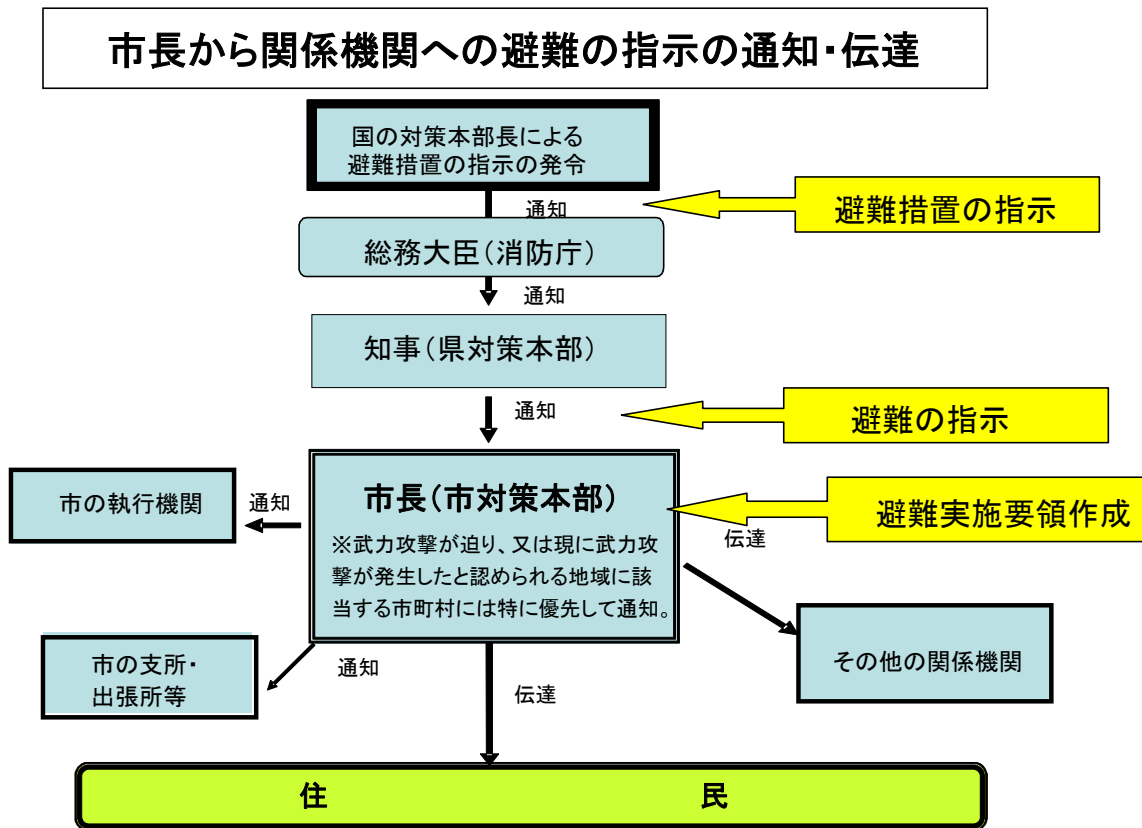 市長から関係機関への避難の指示の通知・伝達
国の対策本部長による
避難措置の指示の発令
通知
避難措置の指示
総務大臣(消防庁)
通知
知事(県対策本部)
通知
避難の指示
市の執行機関
通知
市長(市対策本部)
※武力攻撃が迫り、又は現に武力攻
撃が発生したと認められる地域に該
当する市町村には特に優先して通知。
避難実施要領作成
伝達
市の支所・
出張所等
通知
伝達
その他の関係機関
住 民